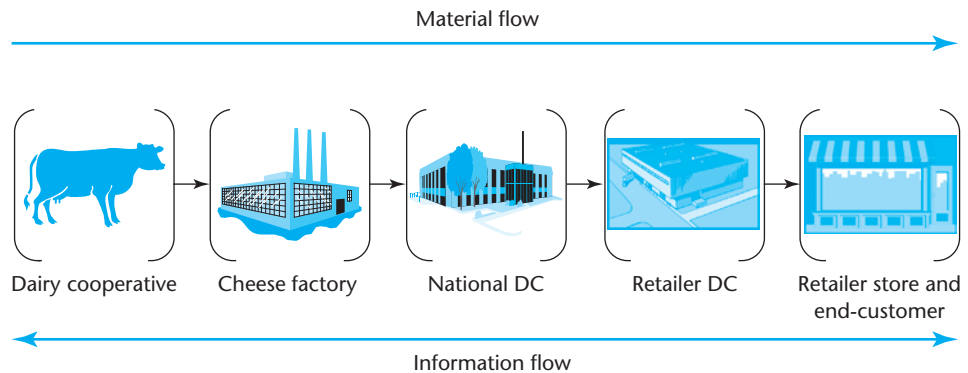 Material flow
Dairy cooperative
Cheese factory
National DC
Retailer DC
Retailer store and
end-customer
Information flow